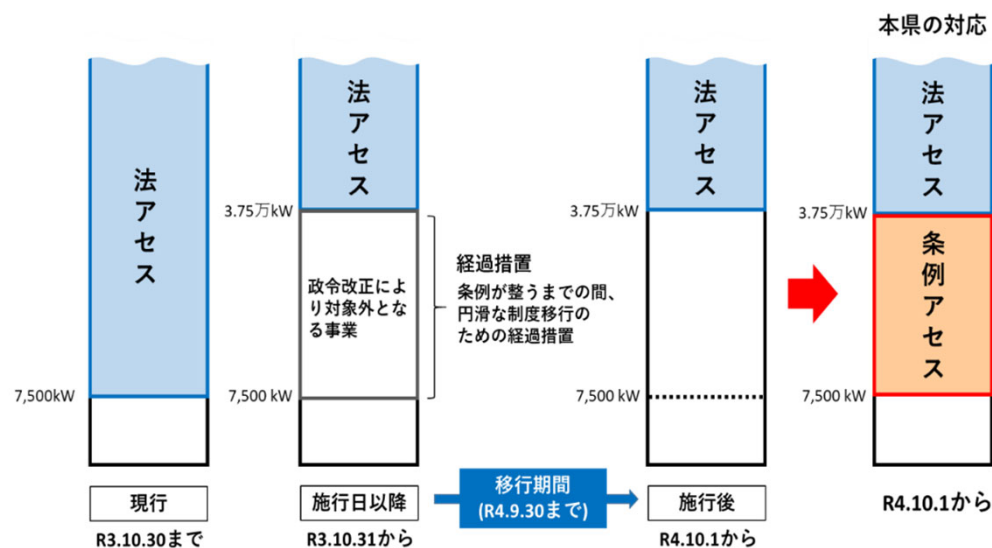 本県の対応
法アセス
7,500kW
現行
R3.10.30まで
法アセス
3.75万kW
政令改正によ
り対象外とな
る事業
7,500 kW
経過措置
条例が整うまでの間、
円滑な制度移行の
ための経過措置
施行日以降
R3.10.31から
移行期間
(R4.9.30まで)
法アセス
3.75万kW
7,500 kW
施行後
R4.10.1から
法アセス
3.75万kW
条例アセス
7,500 kW
R4.10.1から